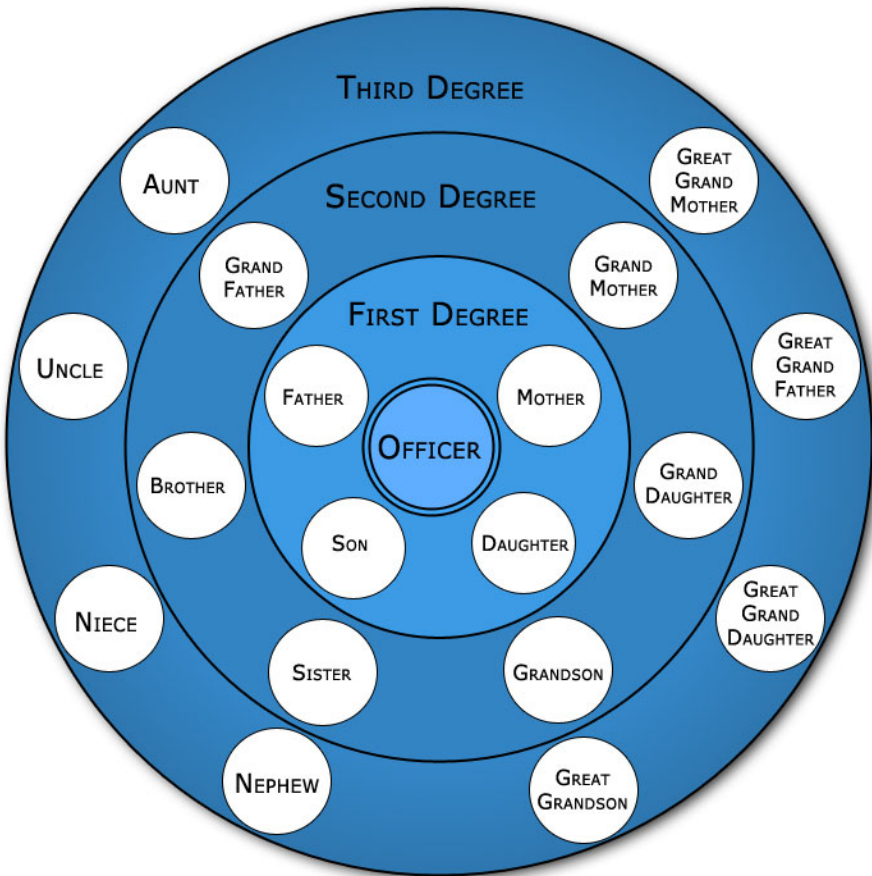 Third Degree
Aunt
Great
Grand
Mother
Second Degree
Grand
Father
Grand
Mother
First Degree
Uncle
Great
Grand
Father
Father
Mother
Officer
Brother
Grand
Daughter
Son
Daughter
Niece
Great
Grand
Daughter
Sister
Grandson
Nephew
Great
Grandson